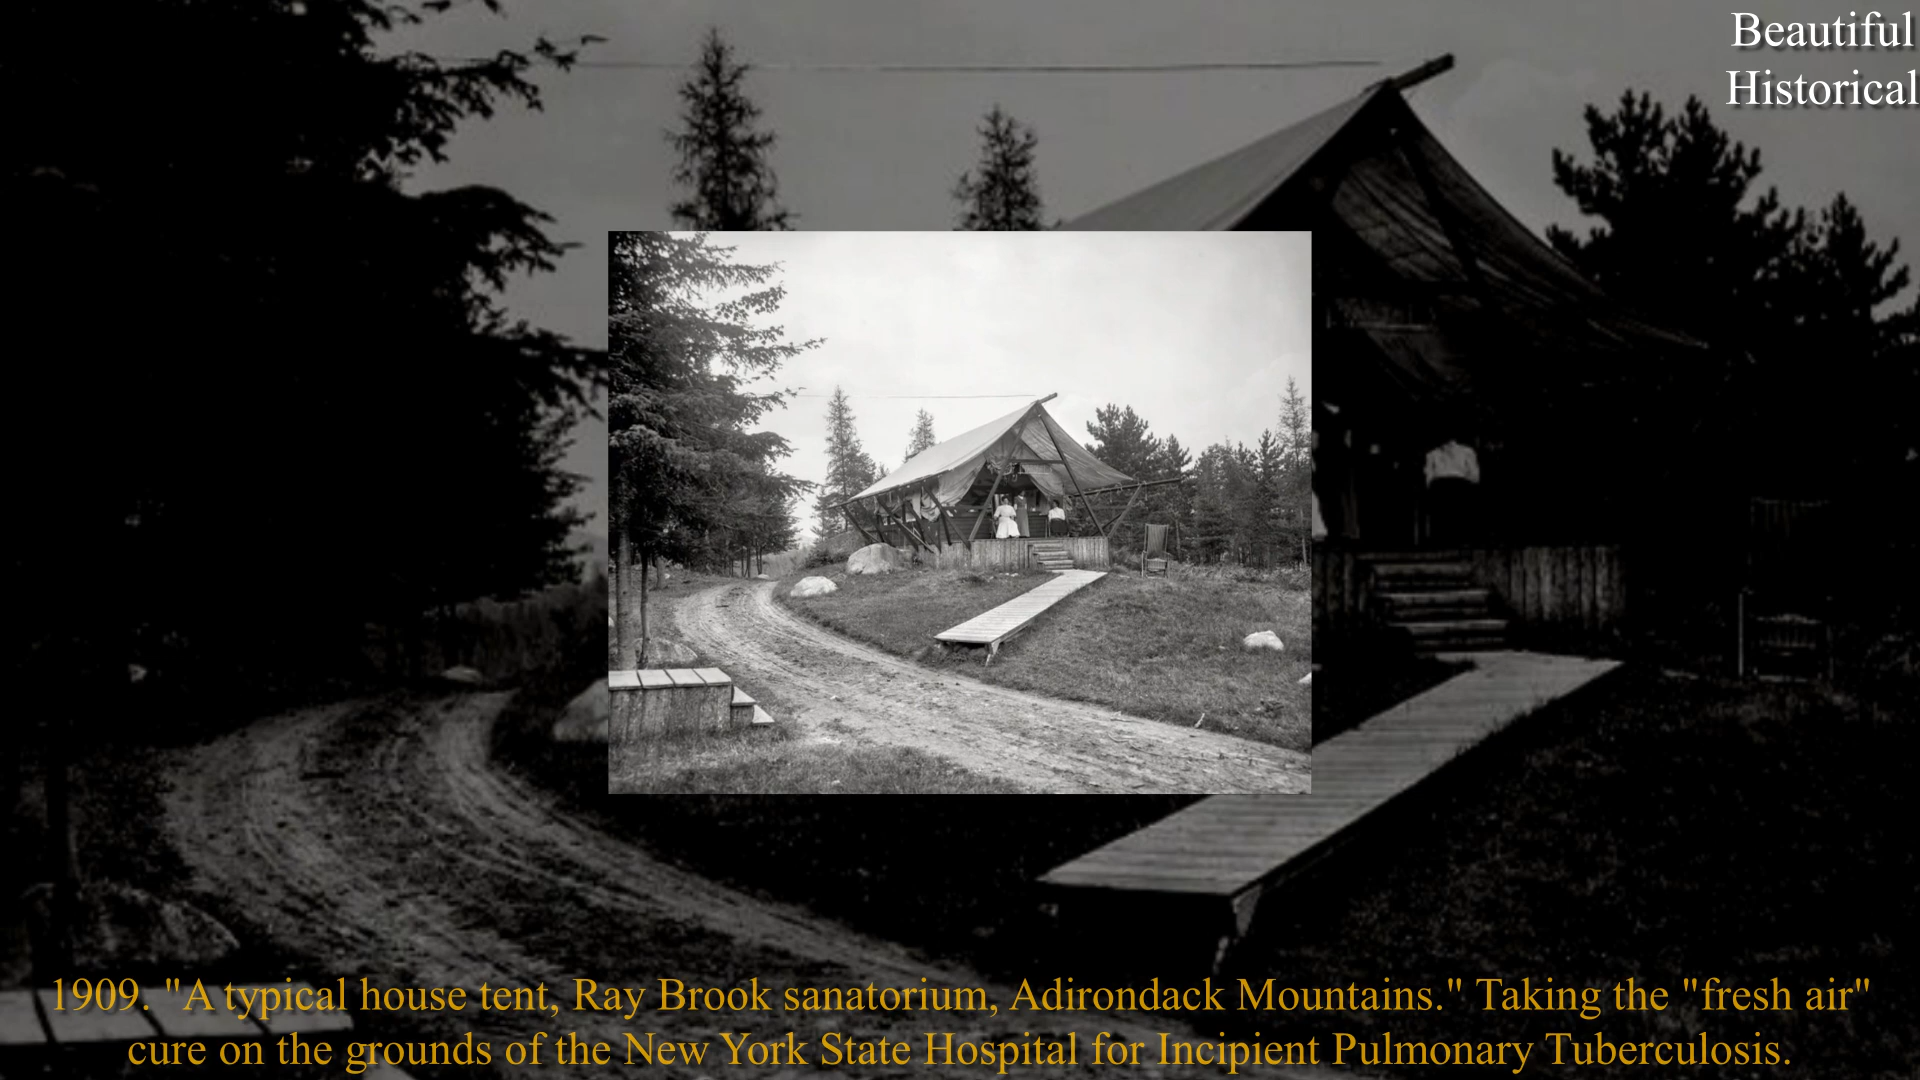 Beautiful
Historical
1909. "A typical house tent, Ray Brook sanatorium, Adirondack Mountains." Taking the "fresh air"
cure on the grounds of the New York State Hospital for Incipient Pulmonary Tuberculosis.